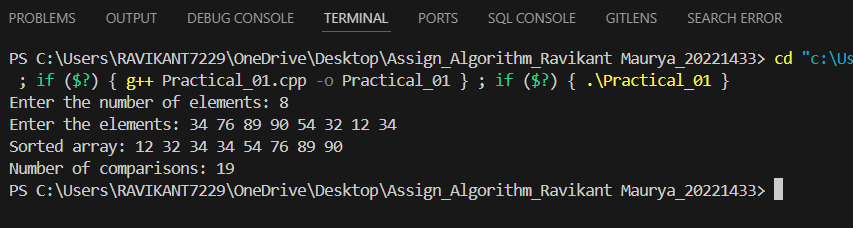 PROBLEMS OUTPUT DEBUG CONSOLE TERMINAL PORTS SQL CONSOLE GITLENS SEARCH ERROR
PS C:\Users\RAVIKANT7229\OneDrive\Desktop\Assign_Algorithm_Ravikant Maurya_20221433> cd "c:\Us
; if ($?) { g++ Practical_01.cpp -o Practical_01 } ; if ($?) { .\Practical_01 }
Enter the number of elements: 8
Enter the elements: 34 76 89 90 54 32 12 34
Sorted array: 12 32 34 34 54 76 89 90
Number of comparisons: 19
PS C:\Users\RAVIKANT7229\OneDrive\Desktop\Assign_Algorithm_Ravikant Maurya_20221433>